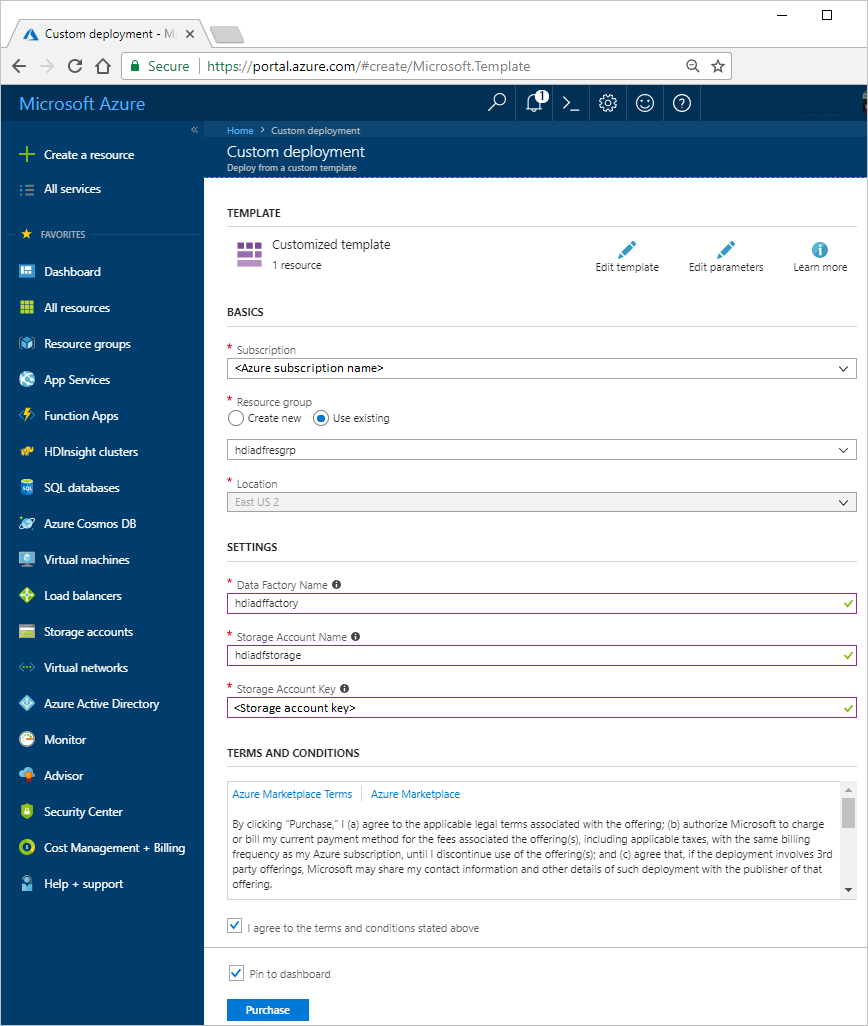 Custom deployment - M
Secure
https://portal.azure.com/#create/Microsoft.Template
Microsoft Azure
1
Home > Custom deployment
Custom deployment
Deploy from a custom template
Create a resource
All services
FAVORITES
Dashboard
All resources
Resource groups
App Services
Function Apps
HDInsight clusters
SQL databases
Azure Cosmos DB
Virtual machines
Load balancers
Storage accounts
Virtual networks
Azure Active Directory
Monitor
Advisor
Security Center
Cost Management + Billing
Help + support
TEMPLATE
Customized template
1 resource
Edit template
Edit parameters
Learn more
BASICS
* Subscription
<Azure subscription name>
* Resource group
Create new Use existing
hdiadfresgrp
* Location
East US 2
SETTINGS
* Data Factory Name
hdiadffactory
* Storage Account Name
hdiadfstorage
* Storage Account Key
<Storage account key>
TERMS AND CONDITIONS
Azure Marketplace Terms | Azure Marketplace
By clicking “Purchase,” I (a) agree to the applicable legal terms associated with the offering; (b) authorize Microsoft to charge
or bill my current payment method for the fees associated the offering(s), including applicable taxes, with the same billing
frequency as my Azure subscription, until I discontinue use of the offering(s); and (c) agree that, if the deployment involves 3rd
party offerings, Microsoft may share my contact information and other details of such deployment with the publisher of that
offering.
I agree to the terms and conditions stated above
Pin to dashboard
Purchase